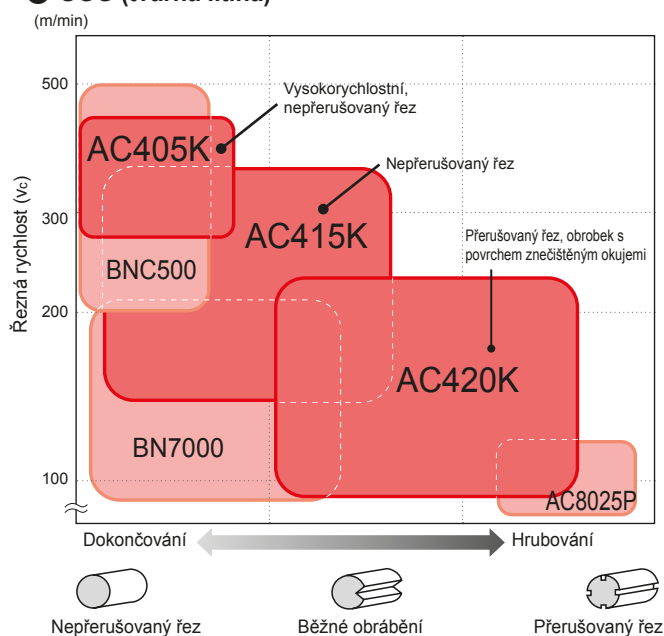 (m/min)
500
300
200
100
Řezná rychlost (vc)
Vysokorychlostní,
nepřerušovaný řez
AC405K
Nepřerušovaný řez
AC415K
BNC500
Přerušovaný řez, obrobek s
povrchem znečištěným okujemi
AC420K
BN7000
AC8025P
Dokončování
Hrubování
Nepřerušovaný řez
Běžné obrábění
Přerušovaný řez